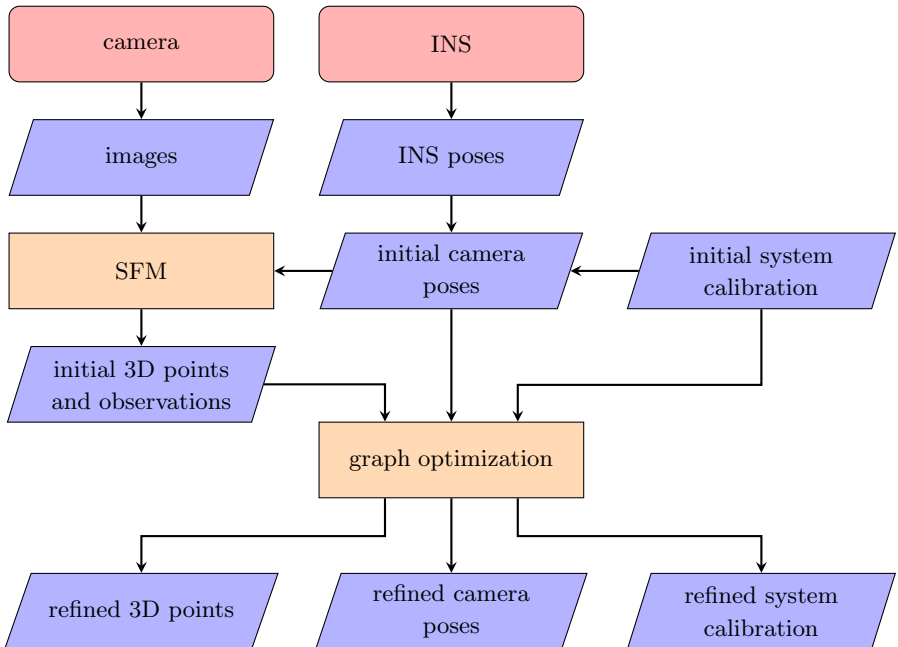 camera
INS
images
INS poses
SFM
initial camera
poses
initial system
calibration
initial 3D points
and observations
graph optimization
refined 3D points
refined camera
poses
refined system
calibration